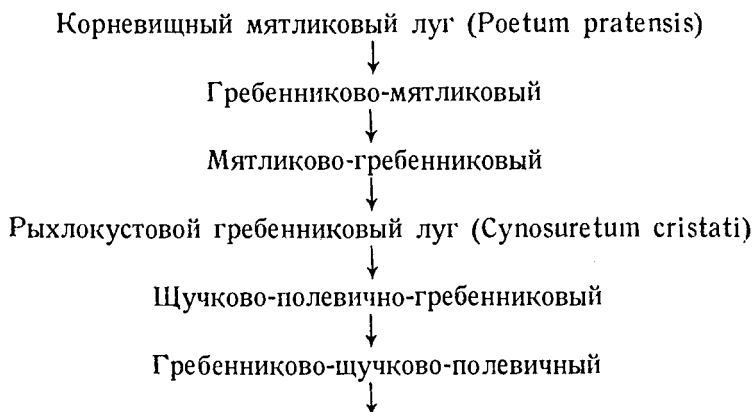 Корневищный мятликовый луг (Poetum pratensis)
↓
Гребенниково-мятликовый
↓
Мятликово-гребенниковый
↓
Рыхлокустовой гребенниковый луг (Cynosuretum cristati)
↓
Щучково-полевично-гребенниковый
↓
Гребенниково-щучково-полевичный
↓